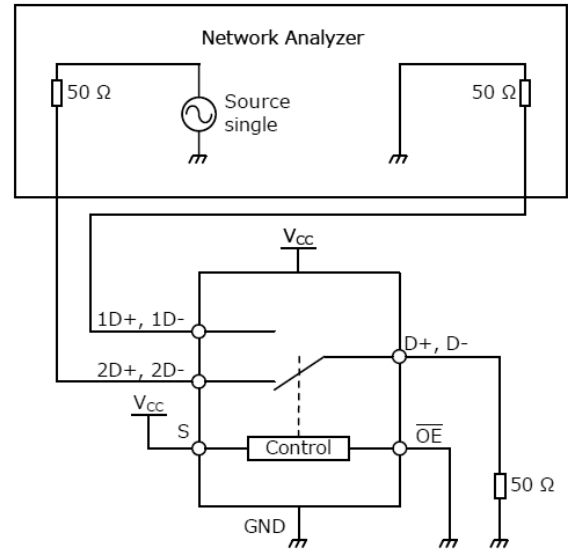 Network Analyzer
50 Ω
Source
single
50 Ω
VCC
1D+, 1D-
D+, D-
2D+, 2D-
VCC
S
Control
OE
50 Ω
GND